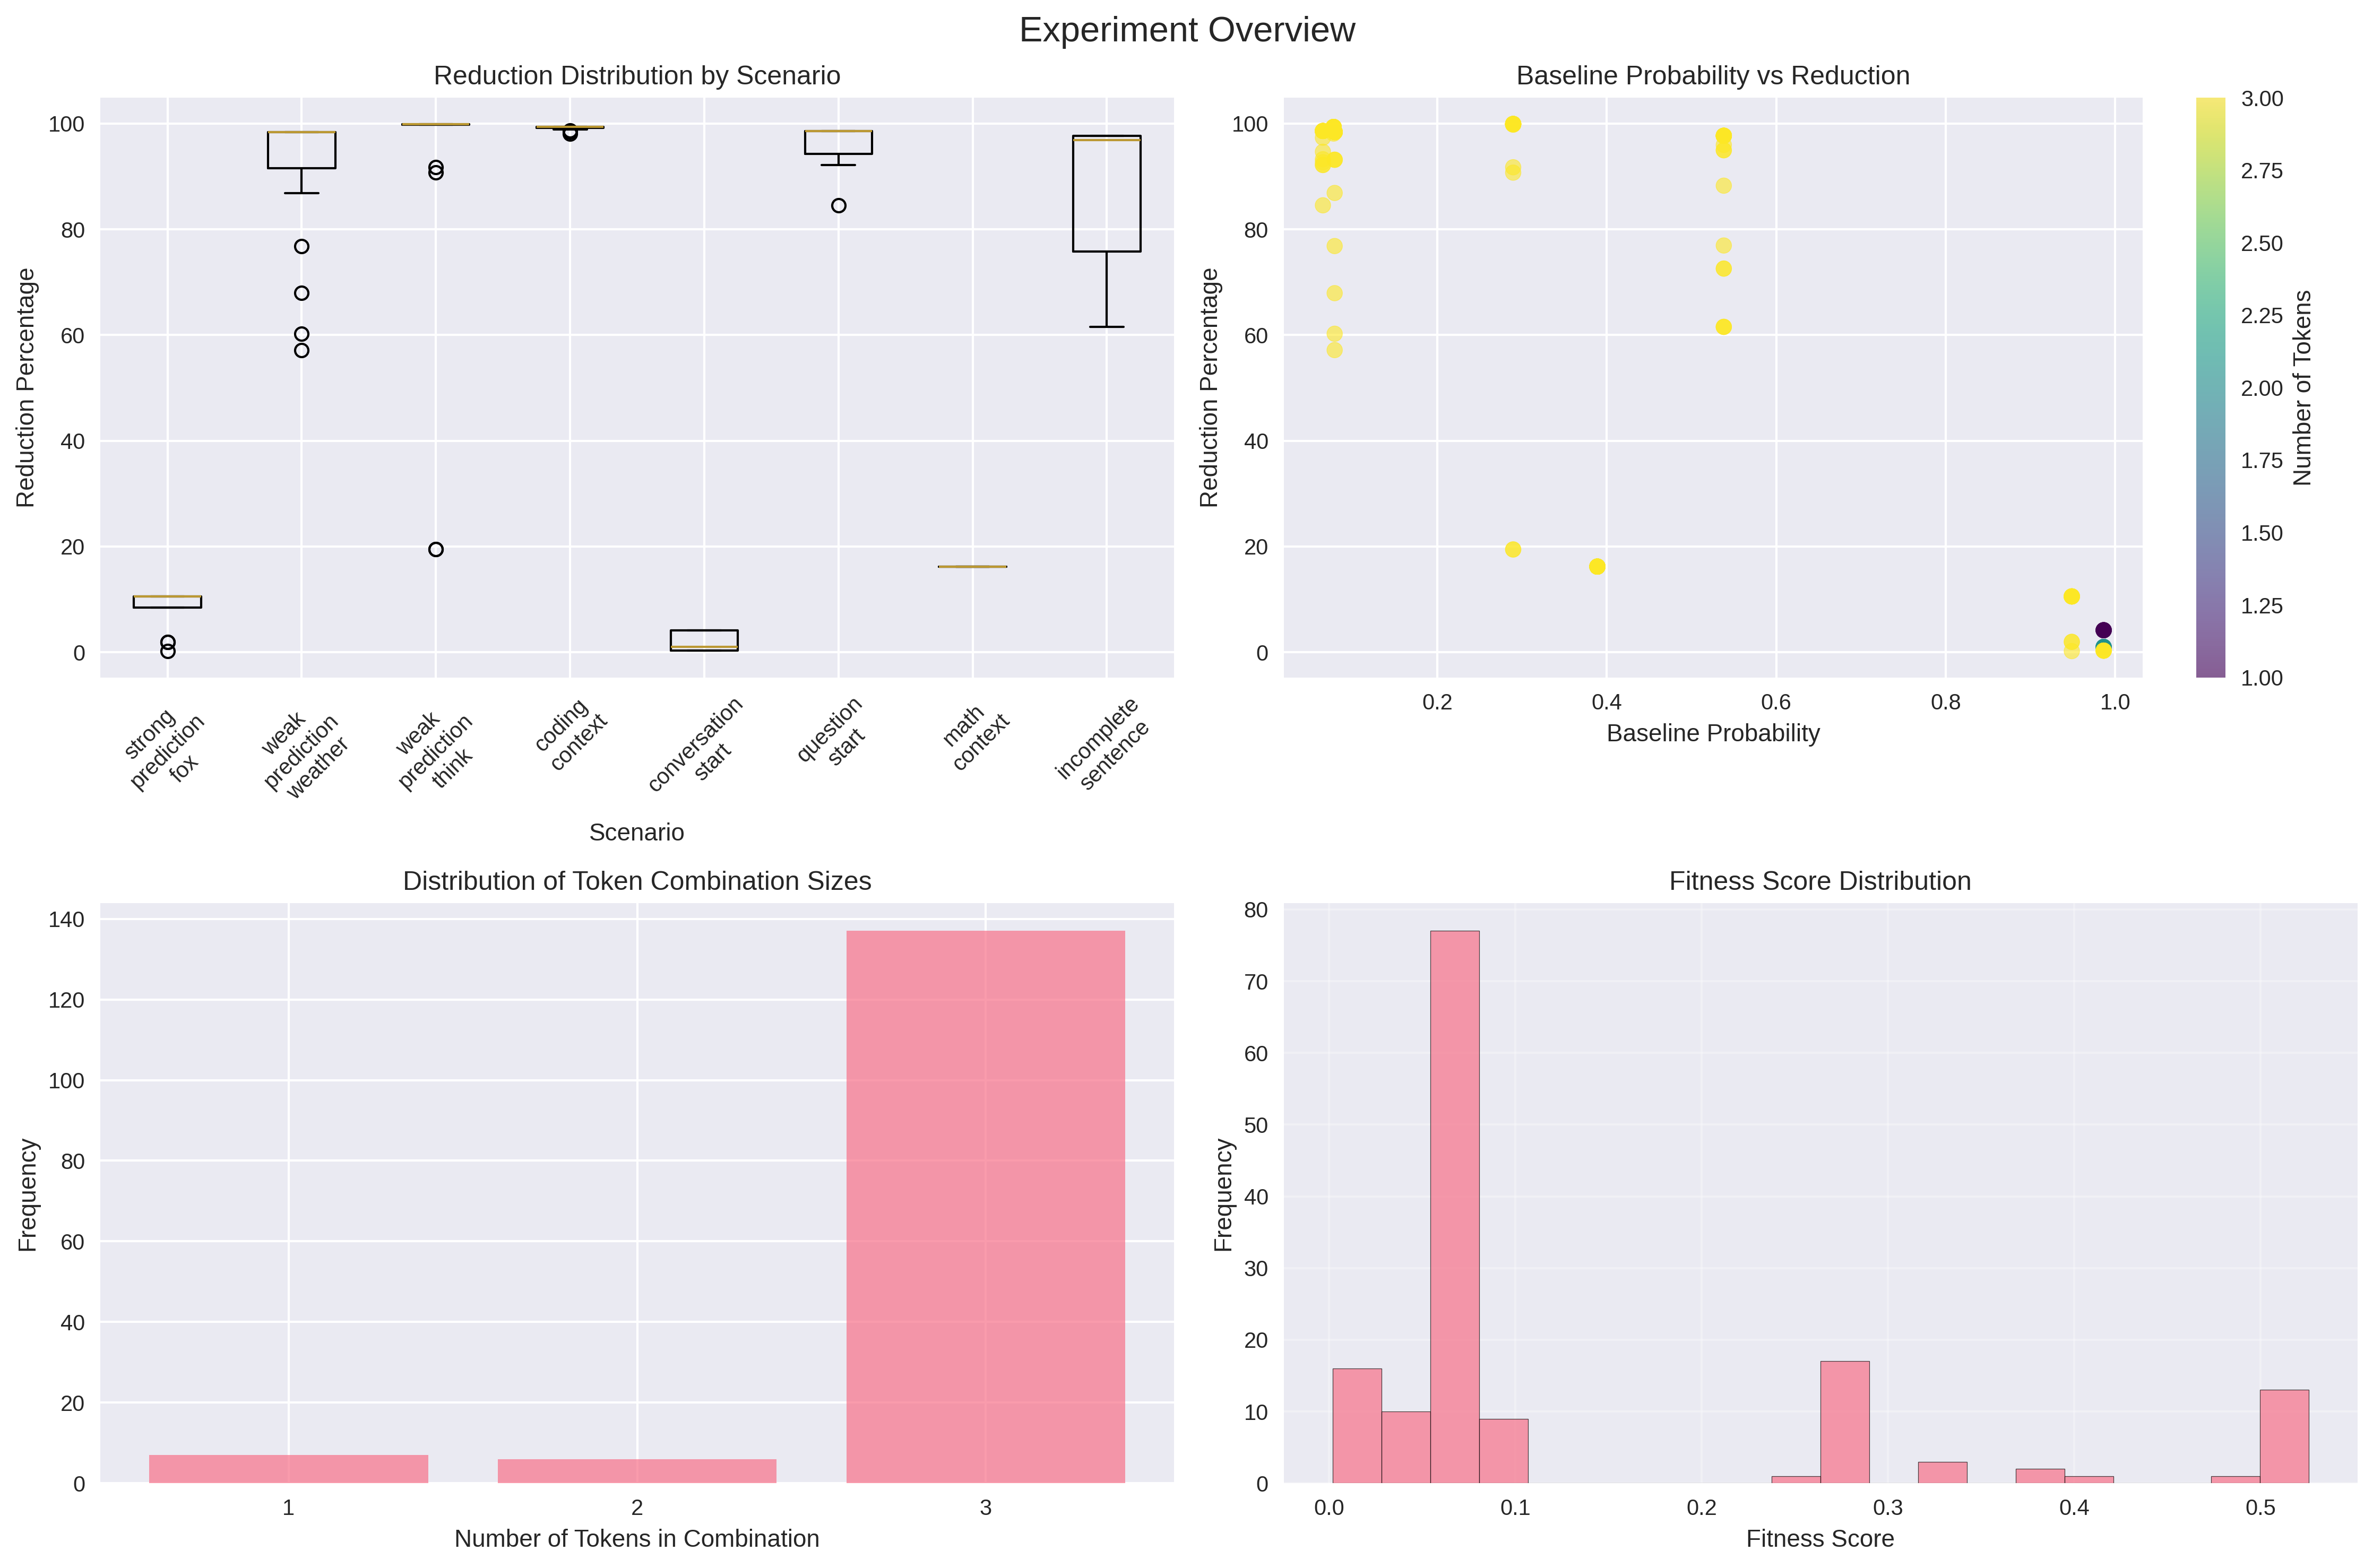 Experiment Overview
Reduction Distribution by Scenario
Reduction Percentage
100
80
60
40
20
0
strong
prediction
fox
weak
prediction
weather
weak
prediction
think
coding
context
conversation
start
question
start
math
context
incomplete
sentence
Scenario
Baseline Probability vs Reduction
Reduction Percentage
100
80
60
40
20
0
0.2 0.4 0.6 0.8 1.0
Baseline Probability
3.00
2.75
2.50
2.25
2.00
1.75
1.50
1.25
1.00
Number of Tokens
Distribution of Token Combination Sizes
Frequency
140
120
100
80
60
40
20
0
1 2 3
Number of Tokens in Combination
Fitness Score Distribution
Frequency
80
70
60
50
40
30
20
10
0
0.0 0.1 0.2 0.3 0.4 0.5
Fitness Score